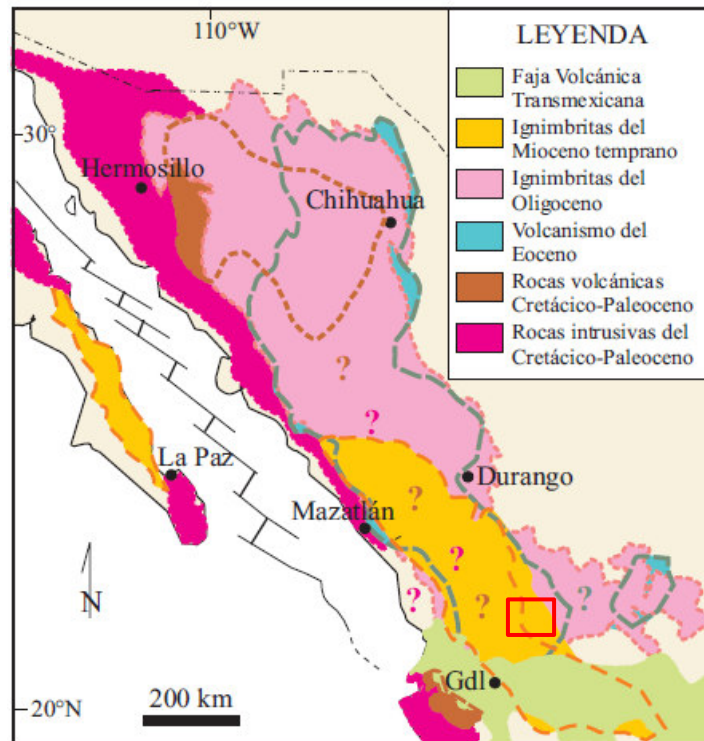 110°W
30°
Hermosillo
Chihuahua
?
?
La Paz
?
Durango
Mazatlán
?
?
?
?
N
Gdl
20°N
200 km
LEYENDA
Faja Volcánica
Transmexicana
Ignimbritas del
Mioceno temprano
Ignimbritas del
Oligoceno
Volcanismo del
Eoceno
Rocas volcánicas
Cretácico-Paleoceno
Rocas intrusivas del
Cretácico-Paleoceno